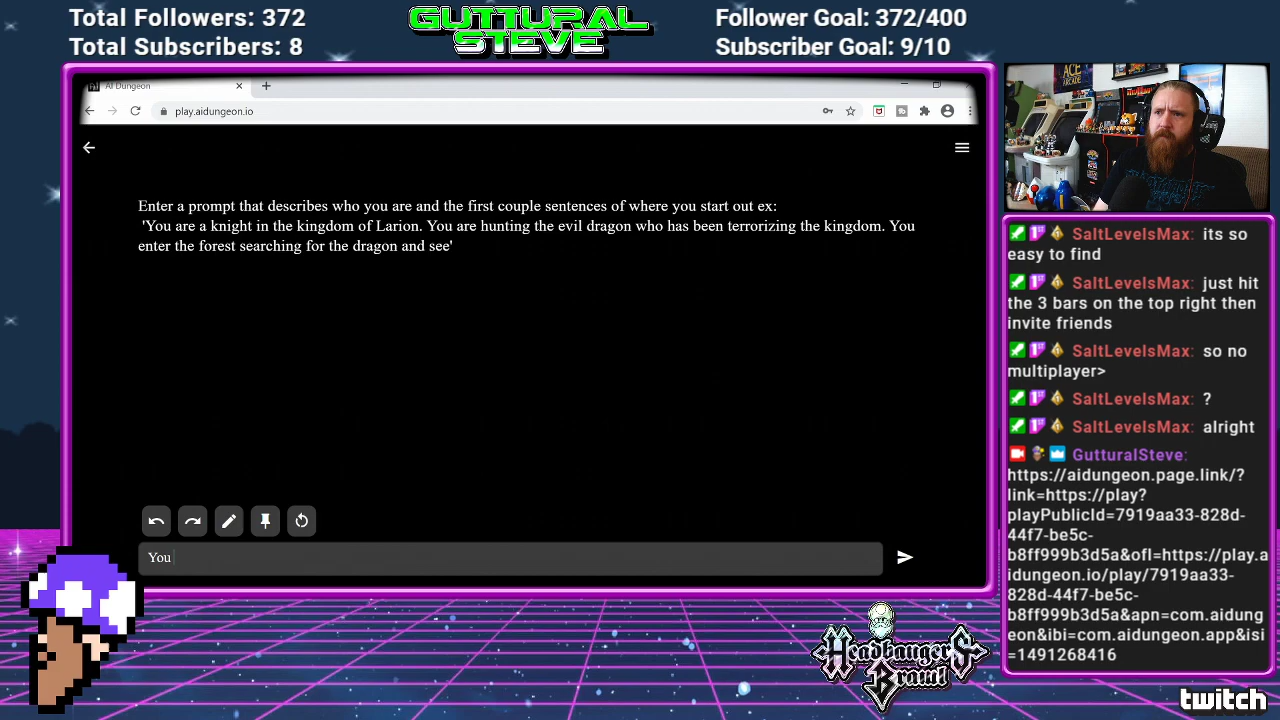 Total Followers: 372
Total Subscribers: 8
GUTTURAL
STEVE
Follower Goal: 372/400
Subscriber Goal: 9/10
AI Dungeon
play.aidungeon.io
Enter a prompt that describes who you are and the first couple sentences of where you start out ex:
'You are a knight in the kingdom of Larion. You are hunting the evil dragon who has been terrorizing the kingdom. You
enter the forest searching for the dragon and see'
You
ACE
ARCADE
SaltLevelsMax: its so
easy to find
SaltLevelsMax: just hit
the 3 bars on the top right then
invite friends
SaltLevelsMax: so no
multiplayer>
SaltLevelsMax: ?
SaltLevelsMax: alright
GutturalSteve:
https://aidungeon.page.link/?
link=https://play?
playPublicId=7919aa33-828d-
44f7-be5c-
b8ff999b3d5a&ofl=https://play.a
idungeon.io/play/7919aa33-
828d-44f7-be5c-
b8ff999b3d5a&apn=com.aidung
eon&ibi=com.aidungeon.app&isi
=1491268416
Headbangers
Brawl
twitch